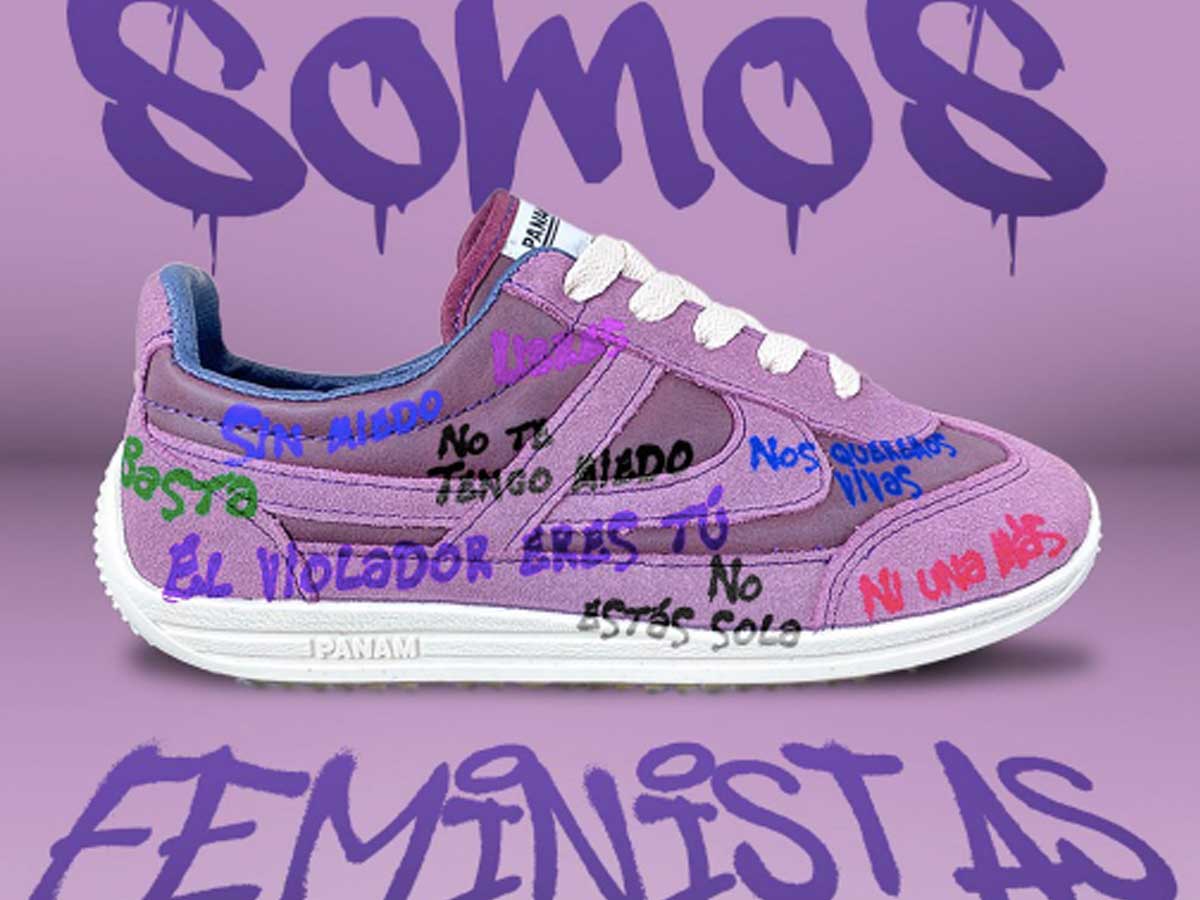 SOMOS
PANAM
LIBRES
SIN MIEDO
NO TE
TENGO MIEDO
NOS QUEREMOS
VIVAS
BASTA
EL VIOLADOR ERES TÚ
NO
ESTÁS SOLA
NI UNA MÁS
PANAM
FEMINISTAS